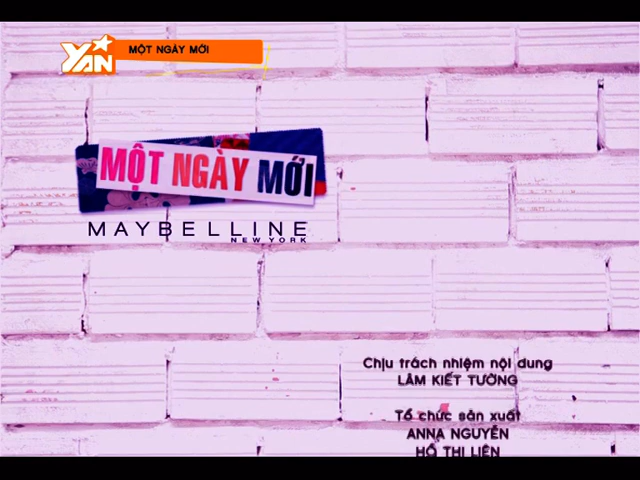 YAN
MỘT NGÀY MỚI
MỘT NGÀY MỚI
MAYBELLINE
NEW YORK
Chịu trách nhiệm nội dung
LÂM KIẾT TƯỜNG
Tổ chức sản xuất
ANNA NGUYỄN
HỒ THỊ LIÊN